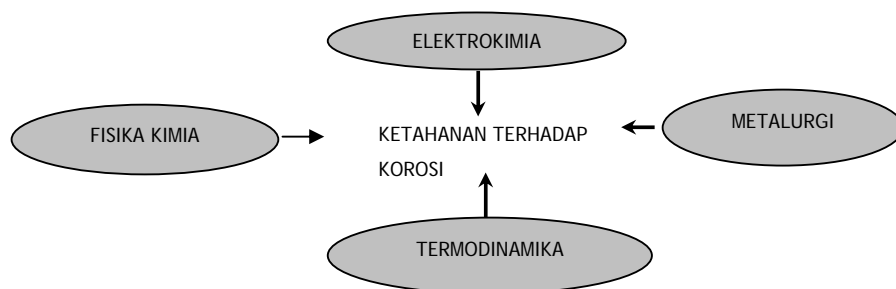 ELEKTROKIMIA
FISIKA KIMIA
KETAHANAN TERHADAP
KOROSI
METALURGI
TERMODINAMIKA